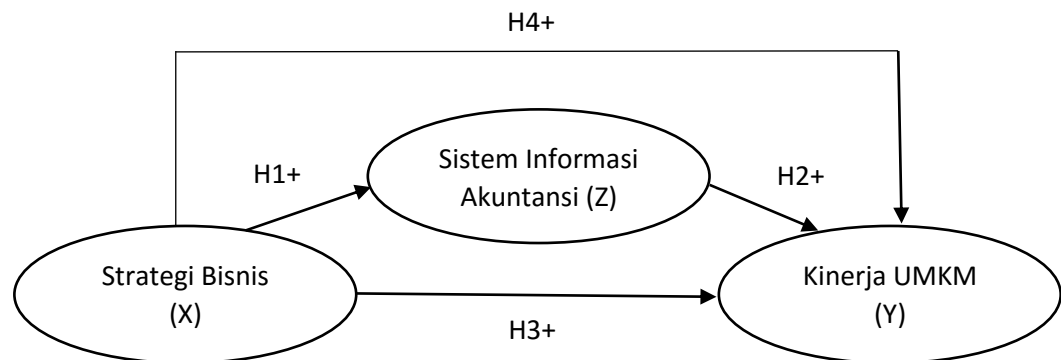 H4+
Sistem Informasi
Akuntansi (Z)
H1+
H2+
Strategi Bisnis
(X)
Kinerja UMKM
(Y)
H3+